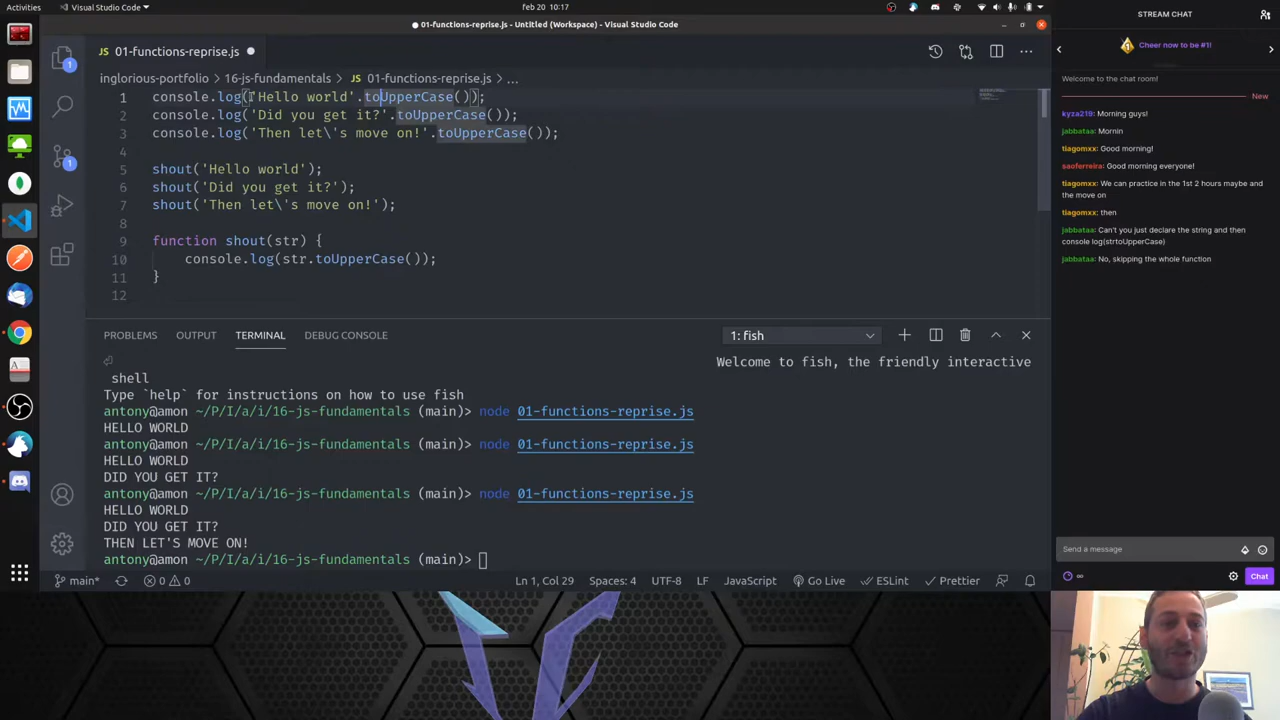 Activities
Visual Studio Code
feb 20 10:17
● 01-functions-reprise.js - Untitled (Workspace) - Visual Studio Code
JS 01-functions-reprise.js ●
inglorious-portfolio > 16-js-fundamentals > JS 01-functions-reprise.js > ...
1 console.log('Hello world'.toUpperCase());
2 console.log('Did you get it?'.toUpperCase());
3 console.log('Then let\'s move on!'.toUpperCase());
4
5 shout('Hello world');
6 shout('Did you get it?');
7 shout('Then let\'s move on!');
8
9 function shout(str) {
10 console.log(str.toUpperCase());
11 }
12
1
1
PROBLEMS OUTPUT TERMINAL DEBUG CONSOLE
1: fish
Welcome to fish, the friendly interactive
shell
Type `help` for instructions on how to use fish
antony@amon ~/P/I/a/i/16-js-fundamentals (main)> node 01-functions-reprise.js
HELLO WORLD
antony@amon ~/P/I/a/i/16-js-fundamentals (main)> node 01-functions-reprise.js
HELLO WORLD
DID YOU GET IT?
antony@amon ~/P/I/a/i/16-js-fundamentals (main)> node 01-functions-reprise.js
HELLO WORLD
DID YOU GET IT?
THEN LET'S MOVE ON!
antony@amon ~/P/I/a/i/16-js-fundamentals (main)>
main* 0 0 Ln 1, Col 29 Spaces: 4 UTF-8 LF JavaScript Go Live ESLint Prettier
STREAM CHAT
1 Cheer now to be #1!
Welcome to the chat room!
New
kyza219: Morning guys!
jabbataa: Mornin
tiagomxx: Good morning!
saoferreira: Good morning everyone!
tiagomxx: We can practice in the 1st 2 hours maybe and
the move on
tiagomxx: then
jabbataa: Can't you just declare the string and then
console log(strtoUpperCase)
jabbataa: No, skipping the whole function
Send a message
∞
Chat